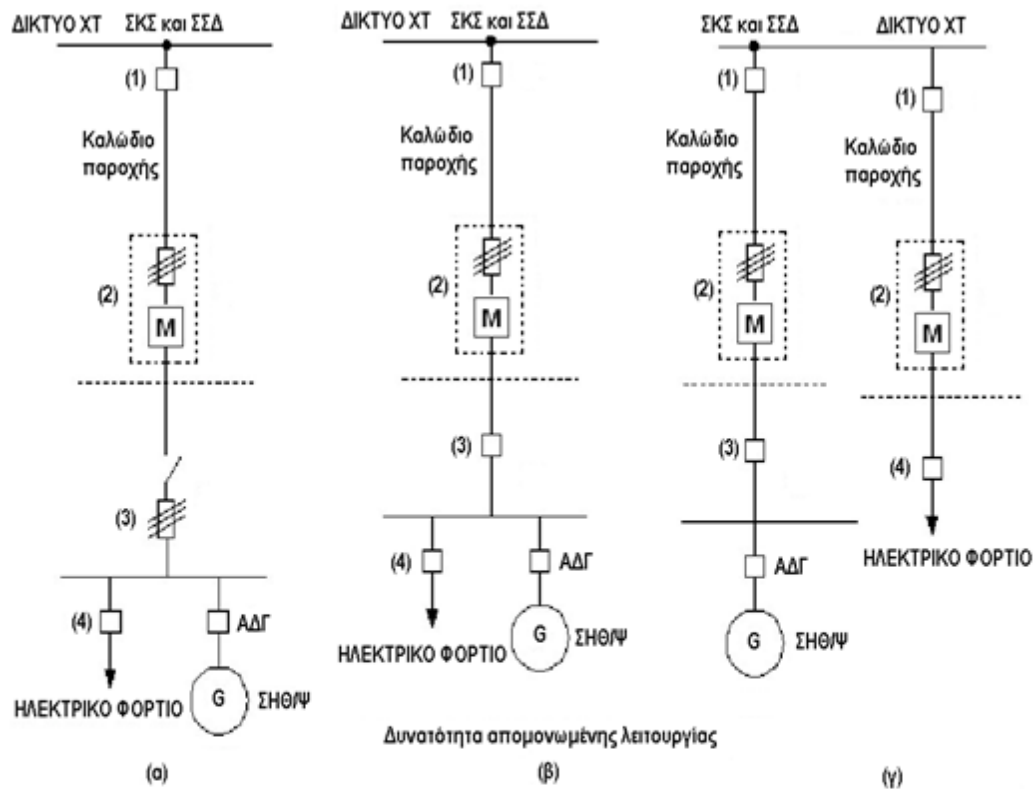 ΔΙΚΤΥΟ ΧΤ ΣΚΣ και ΣΣΔ
(1)
Καλώδιο
παροχής
(2)
M
(3)
(4)
ΑΔΓ
G
ΣΗΘ/Ψ
ΗΛΕΚΤΡΙΚΟ ΦΟΡΤΙΟ
(α)
ΔΙΚΤΥΟ ΧΤ ΣΚΣ και ΣΣΔ
(1)
Καλώδιο
παροχής
(2)
M
(3)
(4)
ΑΔΓ
G
ΣΗΘ/Ψ
ΗΛΕΚΤΡΙΚΟ ΦΟΡΤΙΟ
Δυνατότητα απομονωμένης λειτουργίας
(β)
ΣΚΣ και ΣΣΔ
ΔΙΚΤΥΟ ΧΤ
(1)
Καλώδιο
παροχής
(2)
M
(3)
ΑΔΓ
G
ΣΗΘ/Ψ
(1)
Καλώδιο
παροχής
(2)
M
(4)
ΗΛΕΚΤΡΙΚΟ ΦΟΡΤΙΟ
(γ)